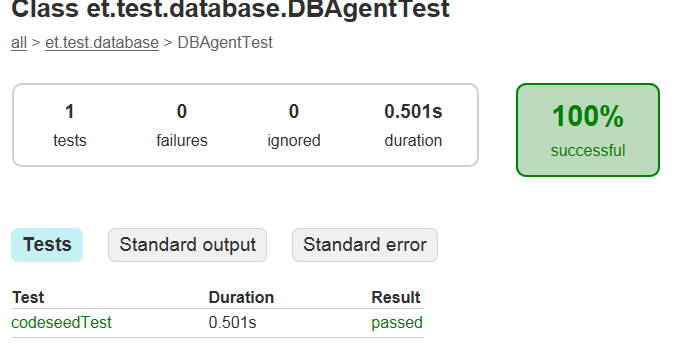 Class et.test.database.DBAgentTest
all > et.test.database > DBAgentTest
1 0 0 0.501s
tests failures ignored duration
100%
successful
Tests Standard output Standard error
Test Duration Result
codeseedTest 0.501s passed